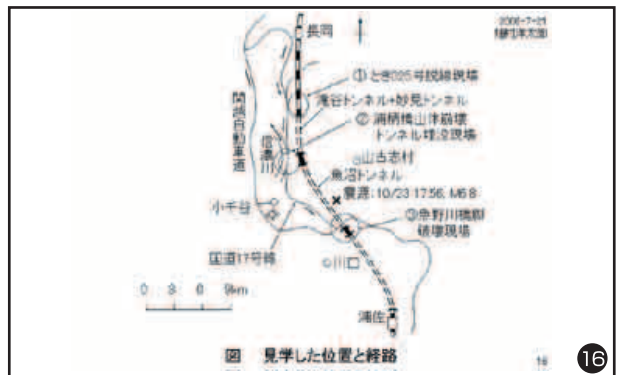 長岡
2006-7-21
①とき325号脱線現場
滝谷トンネル+妙見トンネル
②浦柄橋山体崩壊
トンネル埋没現場
関越自動車道
信濃川
山古志村
魚沼トンネル
震源:10/23 17:56, M6.8
小千谷
③魚野川橋脚
破壊現場
国道17号線
川口
浦佐
図 見学した位置と経路
16
16